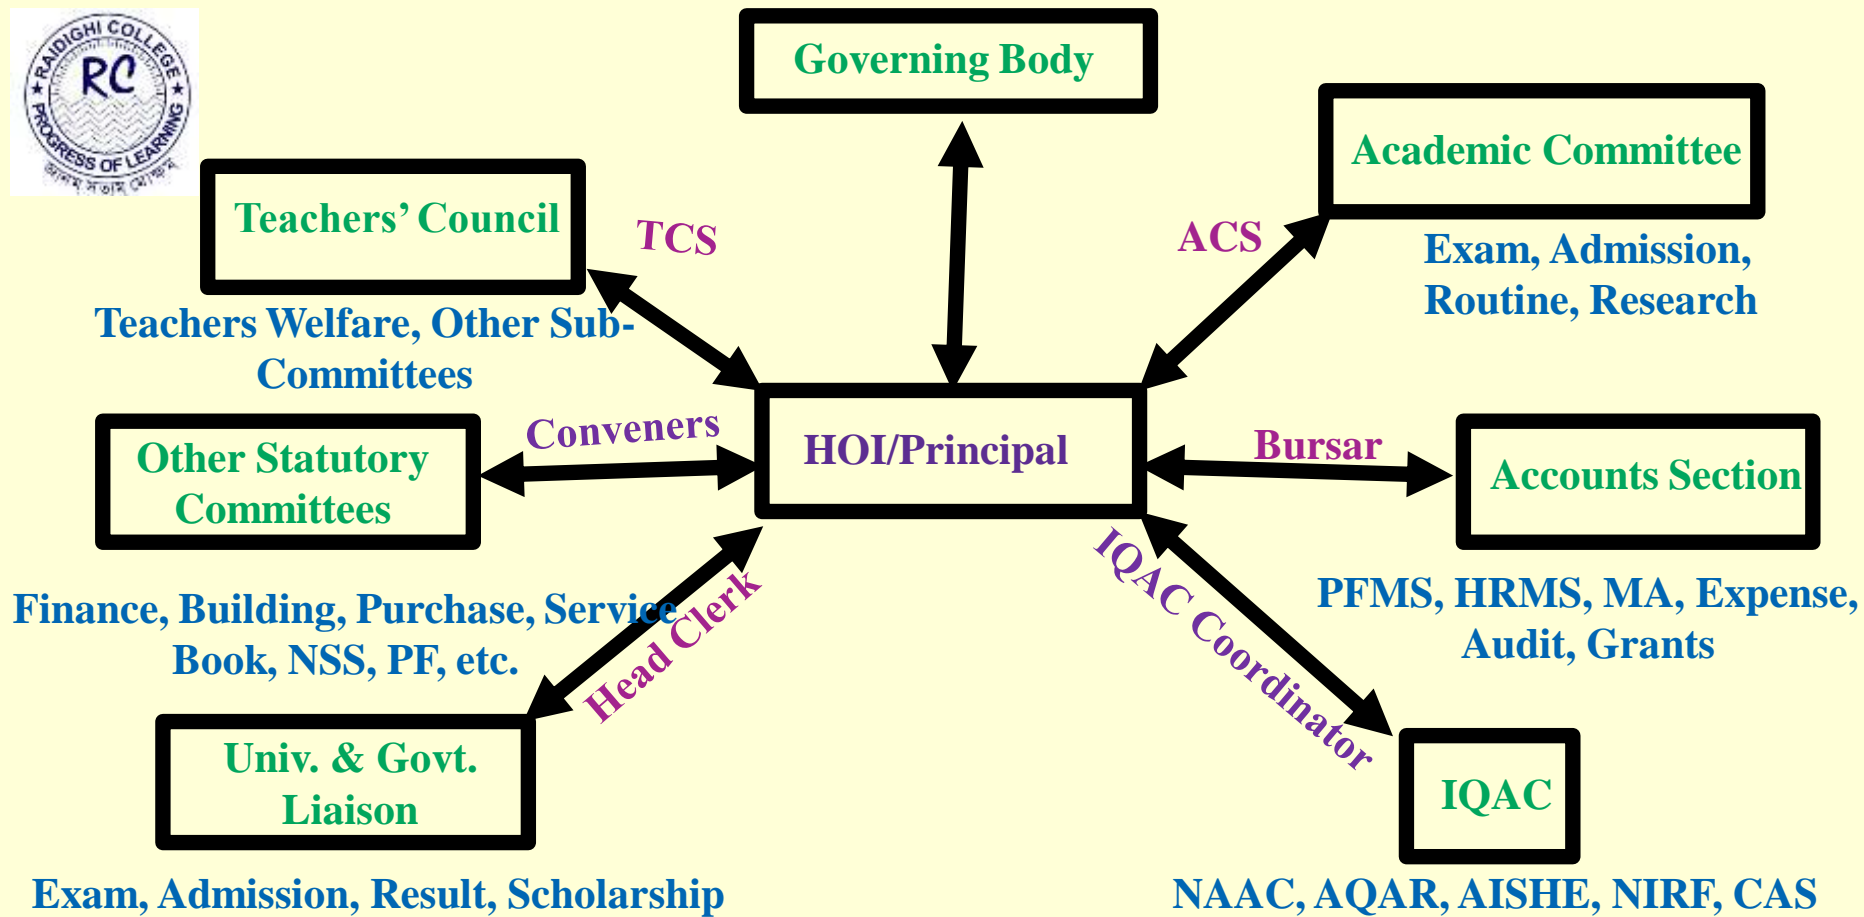 RAIDIGHI COLLEGE
RC
PROGRESS OF LEARNING
Governing Body
Academic Committee
Exam, Admission,
Routine, Research
Teachers’ Council
Teachers Welfare, Other Sub-
Committees
TCS
ACS
Conveners
HOI/Principal
Bursar
Other Statutory
Committees
Accounts Section
Finance, Building, Purchase, Service
Book, NSS, PF, etc.
PFMS, HRMS, MA, Expense,
Audit, Grants
Head Clerk
IQAC Coordinator
Univ. & Govt.
Liaison
IQAC
Exam, Admission, Result, Scholarship
NAAC, AQAR, AISHE, NIRF, CAS